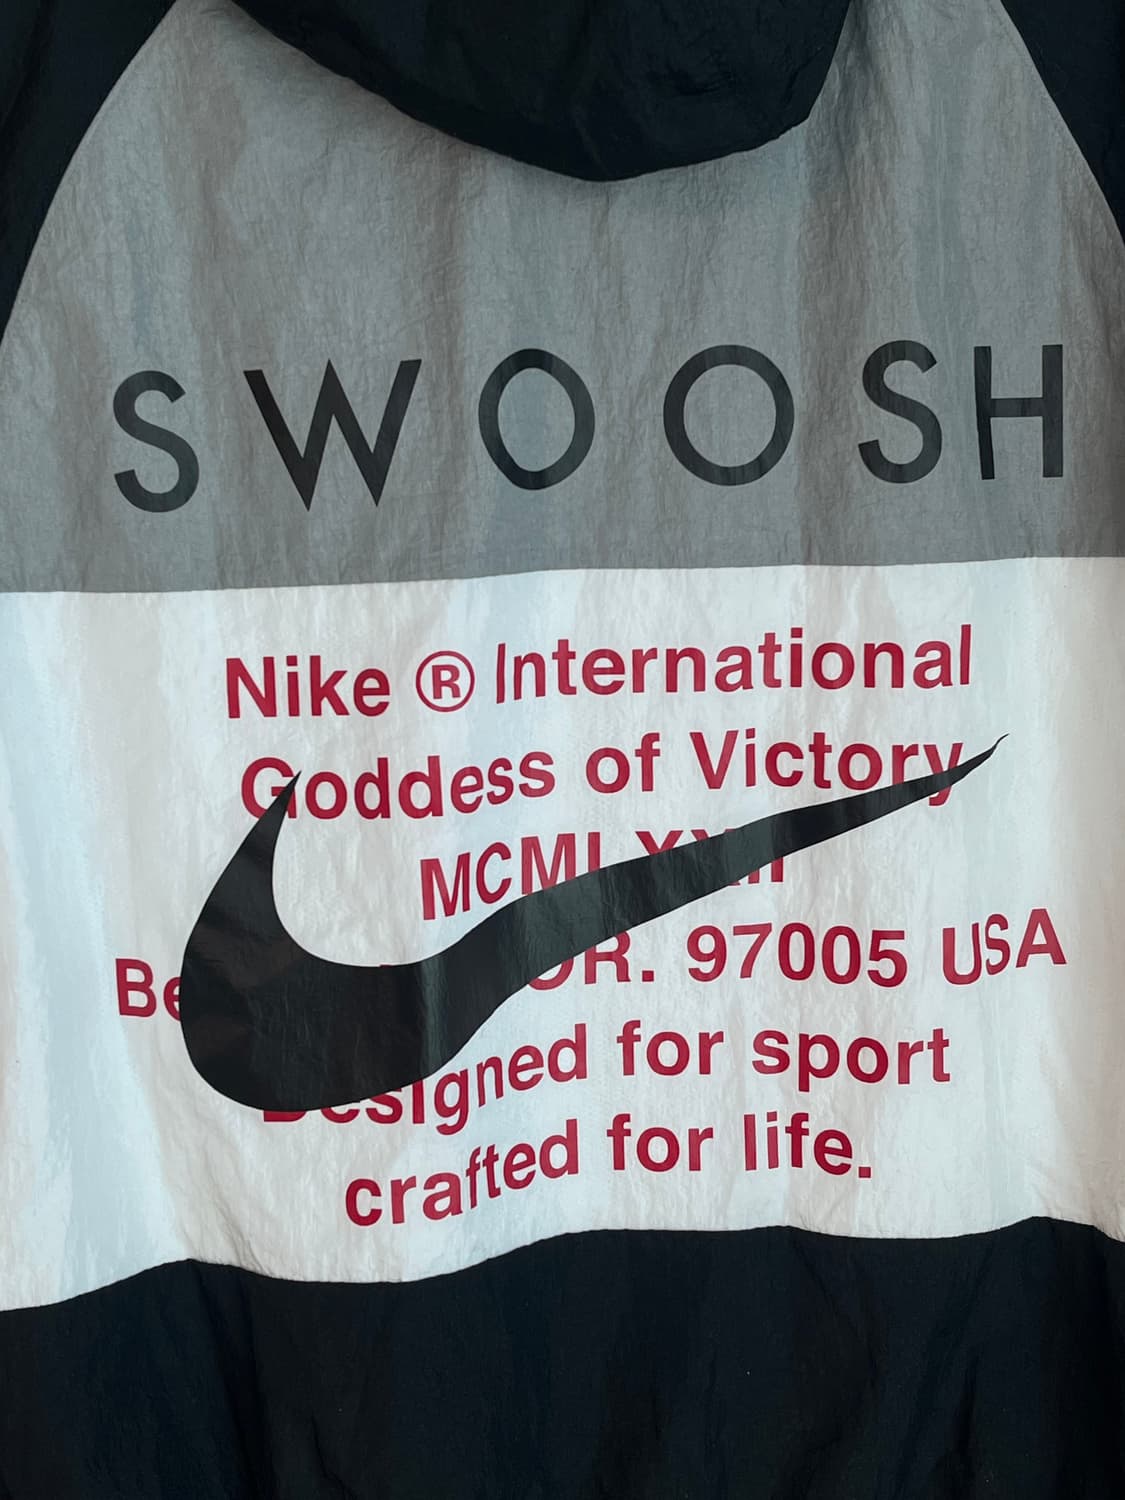 SWOOSH
Nike ® International
Goddess of Victory
OR. 97005 USA
Designed for sport
crafted for life.